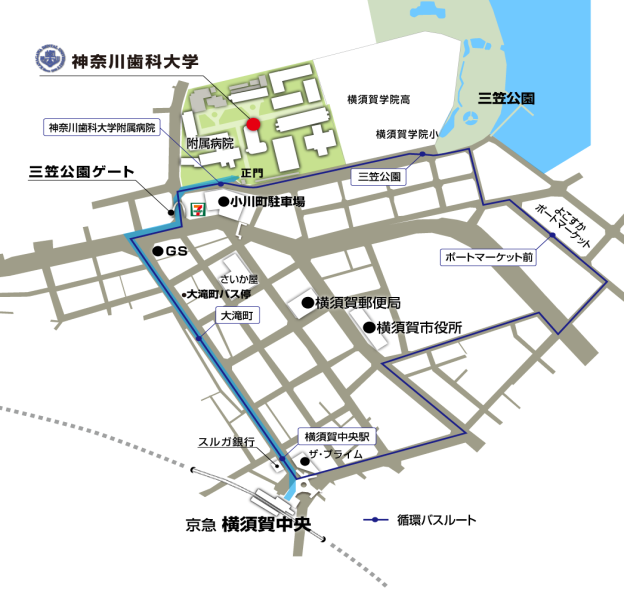 神奈川歯科大学
横須賀学院高
三笠公園
神奈川歯科大学附属病院
附属病院
横須賀学院小
三笠公園ゲート
正門
三笠公園
小川町駐車場
7
よこすか
ポートマーケット
GS
ポートマーケット前
さいか屋
大滝町バス停
横須賀郵便局
大滝町
横須賀市役所
スルガ銀行
横須賀中央駅
ザ・プライム
京急 横須賀中央
循環バスルート